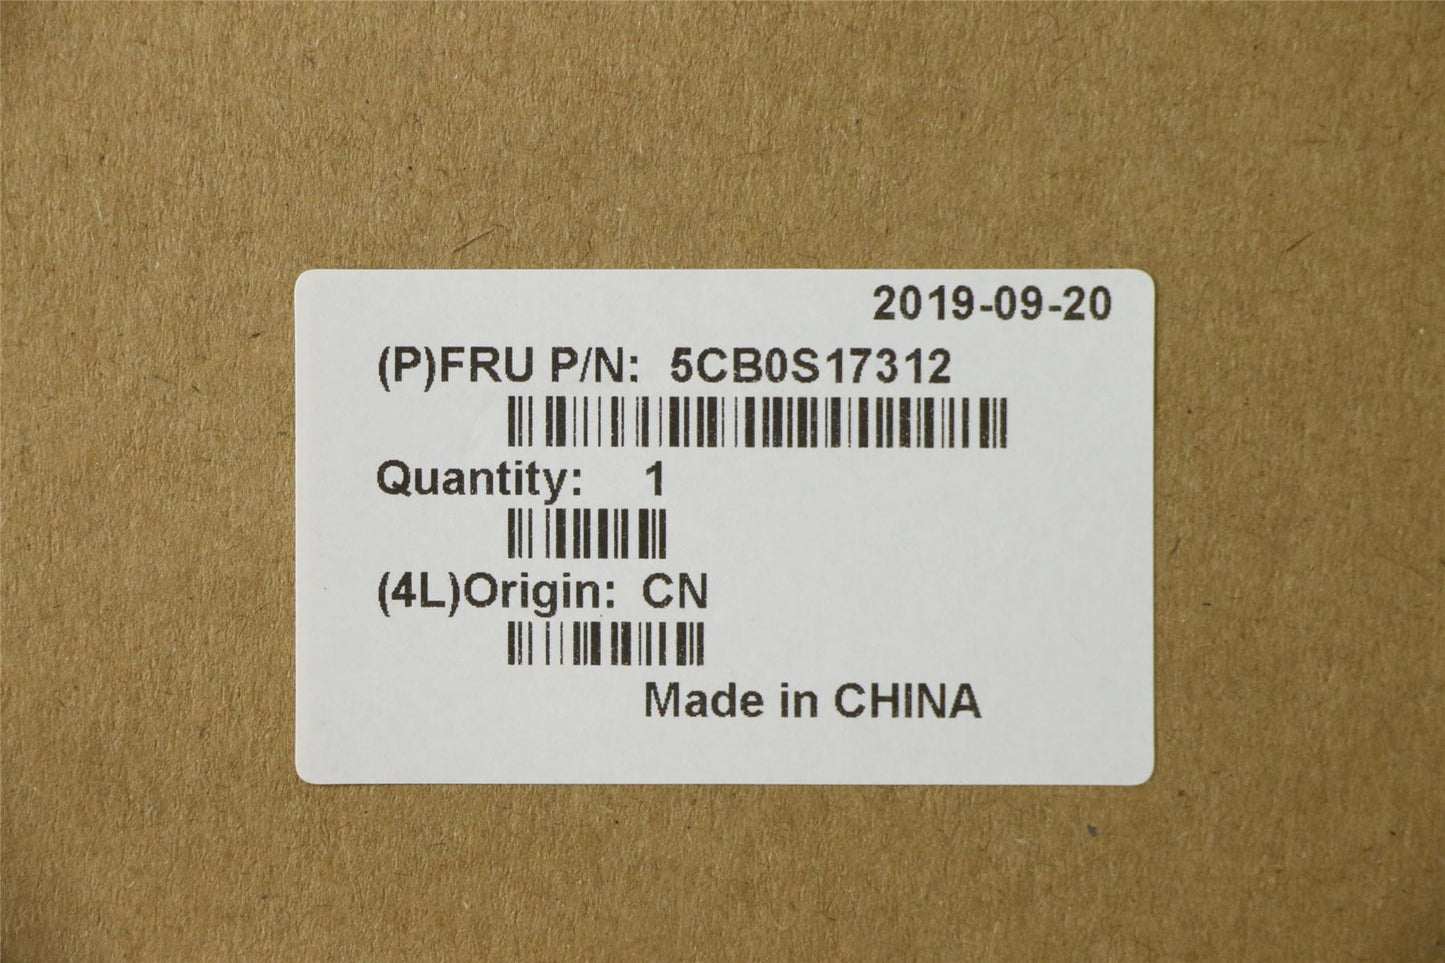 2019-09-20
(P)FRU P/N: 5CB0S17312
Quantity: 1
(4L)Origin: CN
Made in CHINA